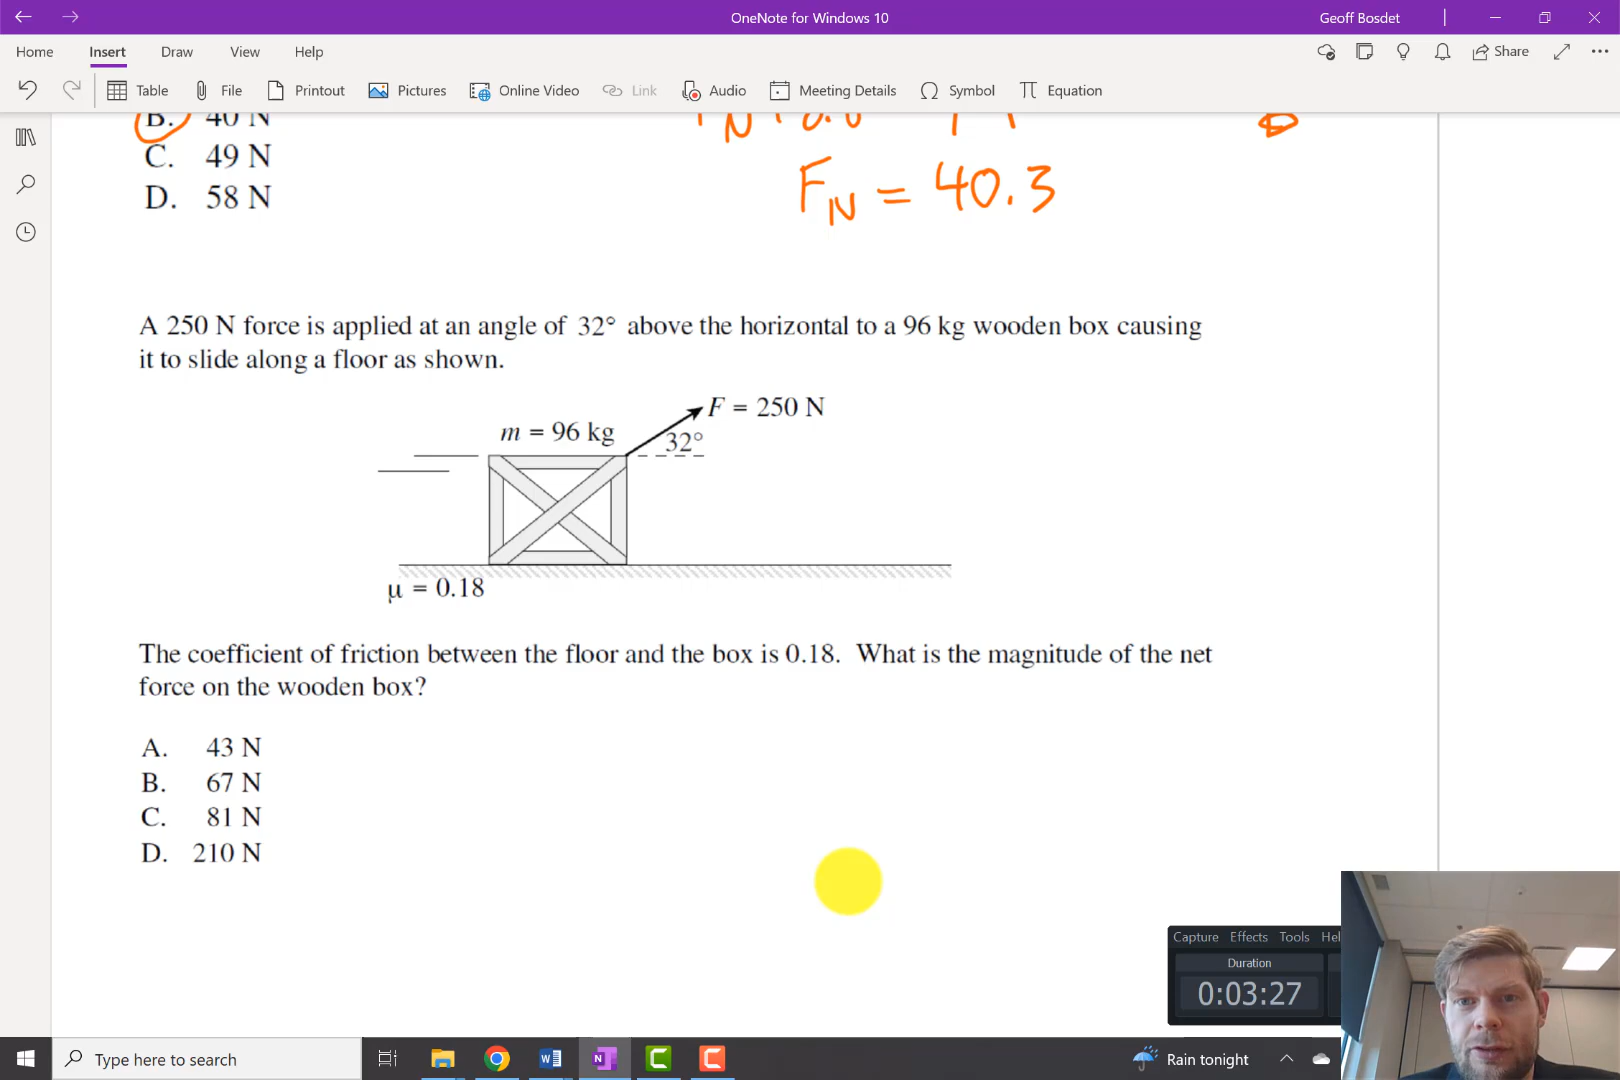 OneNote for Windows 10
Geoff Bosdet
Home Insert Draw View Help
Share
Table File Printout Pictures Online Video Link Audio Meeting Details Symbol Equation
B. 40 N
C. 49 N
D. 58 N
F_N = 40.3
A 250 N force is applied at an angle of 32° above the horizontal to a 96 kg wooden box causing
it to slide along a floor as shown.
F = 250 N
m = 96 kg
32°
μ = 0.18
The coefficient of friction between the floor and the box is 0.18. What is the magnitude of the net
force on the wooden box?
A. 43 N
B. 67 N
C. 81 N
D. 210 N
Capture Effects Tools Hel
Duration
0:03:27
Type here to search
Rain tonight